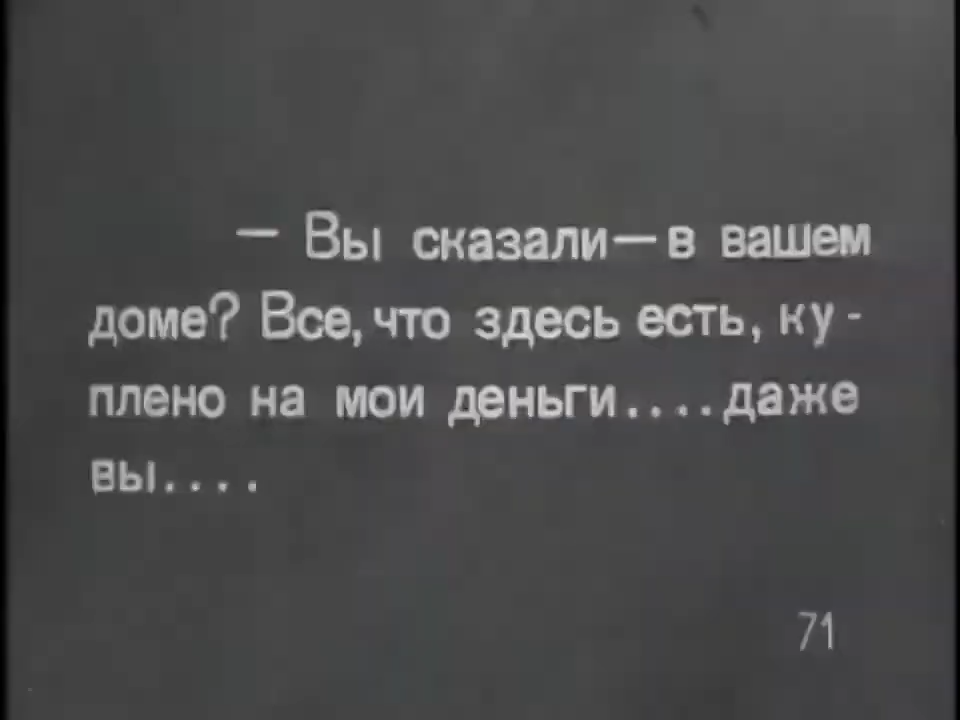 — Вы сказали — в вашем
доме? Все, что здесь есть, ку-
плено на мои деньги....даже
вы....
71